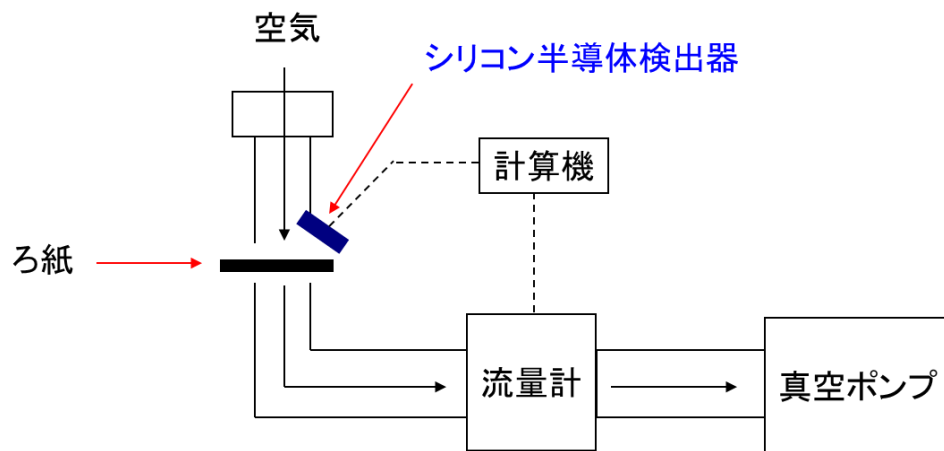 空気
シリコン半導体検出器
計算機
ろ紙
流量計
真空ポンプ